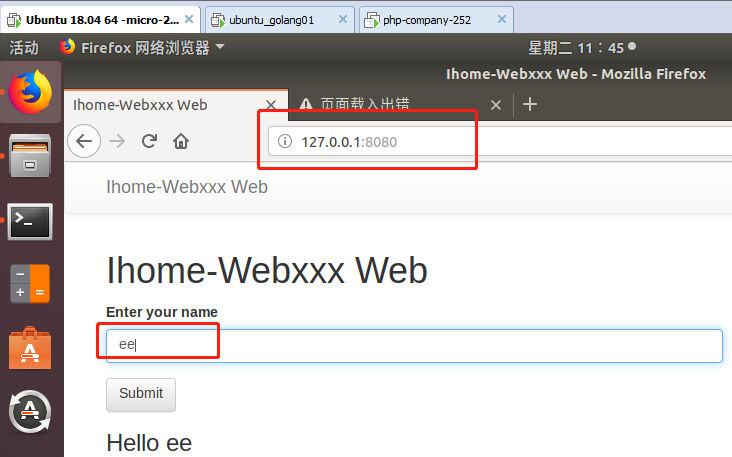 Ubuntu 18.04 64 -micro-2...
ubuntu_golang01
php-company-252
活动
Firefox 网络浏览器
星期二 11：45
Ihome-Webxxx Web - Mozilla Firefox
Ihome-Webxxx Web
页面载入出错
127.0.0.1:8080
Ihome-Webxxx Web
Ihome-Webxxx Web
Enter your name
ee
Submit
Hello ee